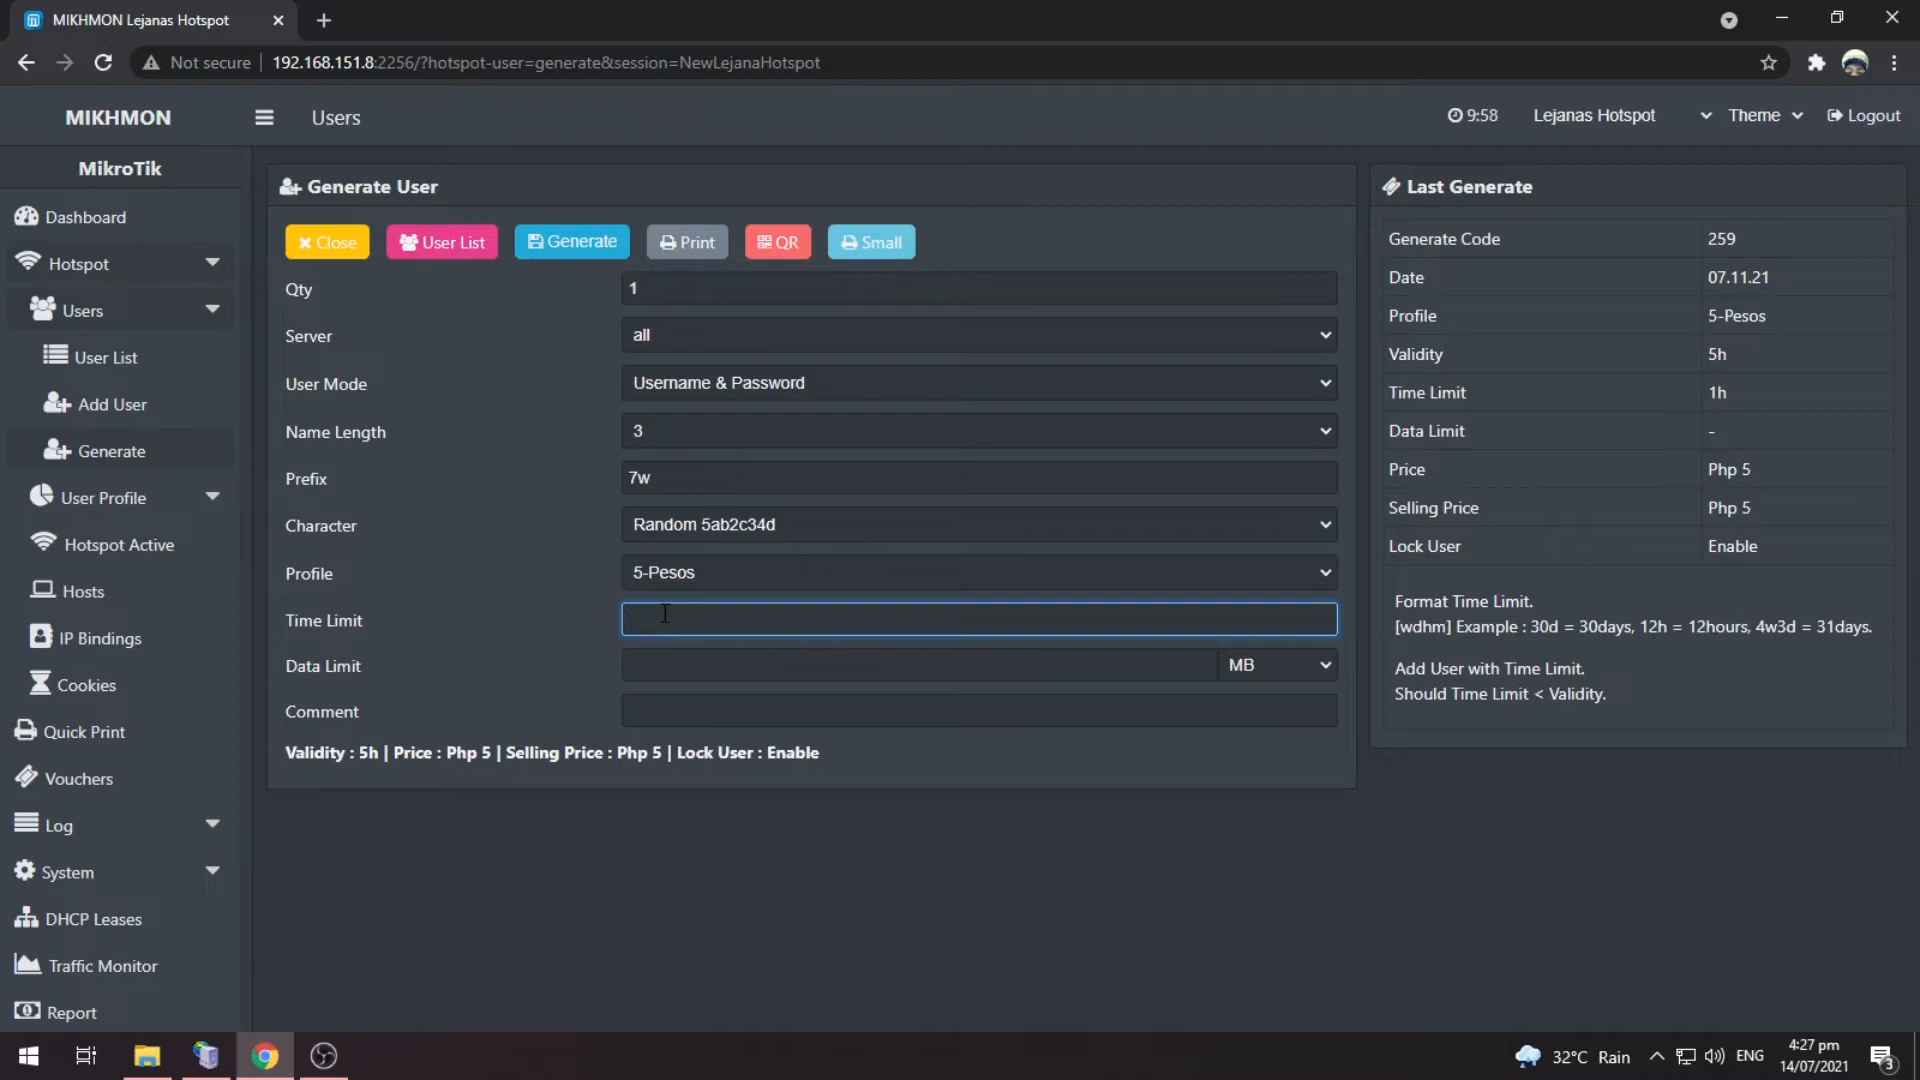 MIKHMON Lejanas Hotspot
Not secure
192.168.151.8:2256/?hotspot-user=generate&session=NewLejanaHotspot
MIKHMON
Users
9:58
Lejanas Hotspot
Theme
Logout
MikroTik
Dashboard
Hotspot
Users
User List
Add User
Generate
User Profile
Hotspot Active
Hosts
IP Bindings
Cookies
Quick Print
Vouchers
Log
System
DHCP Leases
Traffic Monitor
Report
Generate User
Close
User List
Generate
Print
QR
Small
Qty 1
Server all
User Mode Username & Password
Name Length 3
Prefix 7w
Character Random 5ab2c34d
Profile 5-Pesos
Time Limit
Data Limit MB
Comment
Validity : 5h | Price : Php 5 | Selling Price : Php 5 | Lock User : Enable
Last Generate
Generate Code 259
Date 07.11.21
Profile 5-Pesos
Validity 5h
Time Limit 1h
Data Limit -
Price Php 5
Selling Price Php 5
Lock User Enable
Format Time Limit.
[wdhm] Example : 30d = 30days, 12h = 12hours, 4w3d = 31days.
Add User with Time Limit.
Should Time Limit < Validity.
32°C Rain
ENG
4:27 pm
14/07/2021
3